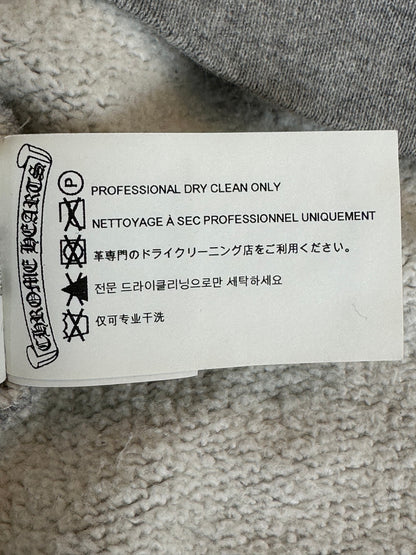 CHROME HEARTS
P
PROFESSIONAL DRY CLEAN ONLY
NETTOYAGE À SEC PROFESSIONNEL UNIQUEMENT
革専門のドライクリーニング店をご利用ください。
전문 드라이클리닝으로만 세탁하세요
仅可专业干洗